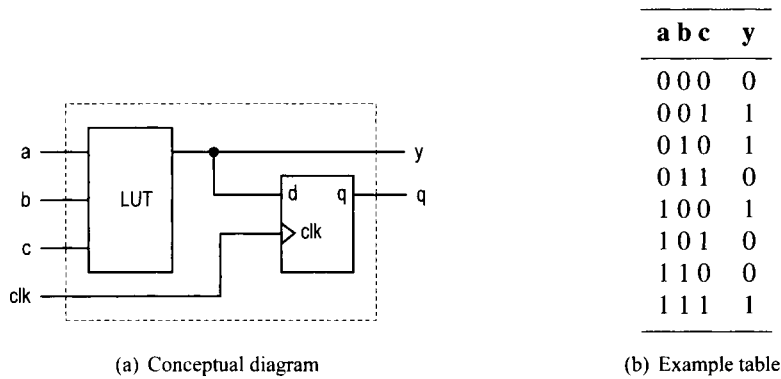 a
b
c
clk
LUT
d
q
clk
y
q
(a) Conceptual diagram
a b c y
0 0 0 0
0 0 1 1
0 1 0 1
0 1 1 0
1 0 0 1
1 0 1 0
1 1 0 0
1 1 1 1
(b) Example table